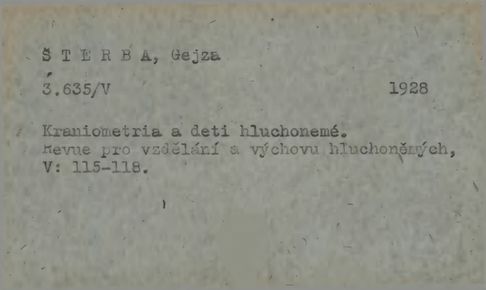 Š T E R B A, Gejza
3.635/V 1928
Kraniometria a deti hluchonemé.
Revue pro vzdělání a výchovu hluchoněmých,
V: 115-118.